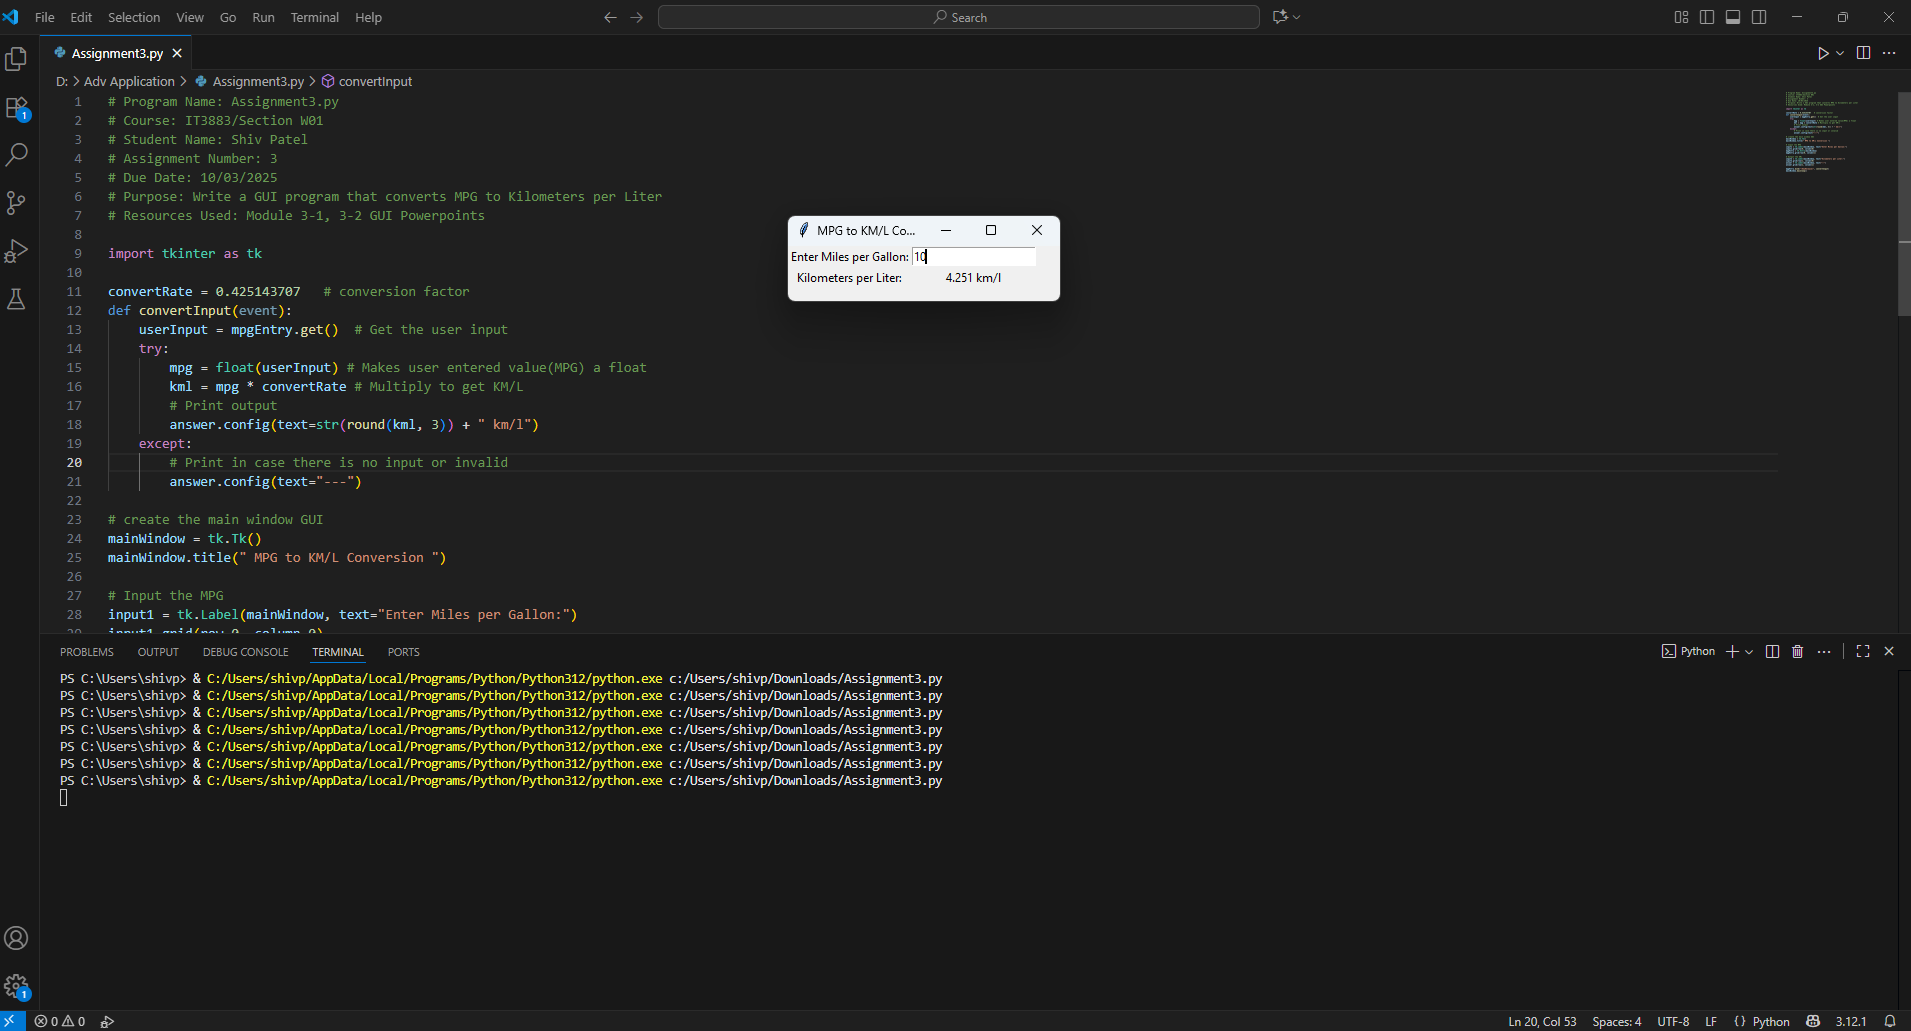 File Edit Selection View Go Run Terminal Help
Search
Assignment3.py
D: > Adv Application > Assignment3.py > convertInput
1 # Program Name: Assignment3.py
2 # Course: IT3883/Section W01
3 # Student Name: Shiv Patel
4 # Assignment Number: 3
5 # Due Date: 10/03/2025
6 # Purpose: Write a GUI program that converts MPG to Kilometers per Liter
7 # Resources Used: Module 3-1, 3-2 GUI Powerpoints
8
9 import tkinter as tk
10
11 convertRate = 0.425143707 # conversion factor
12 def convertInput(event):
13 userInput = mpgEntry.get() # Get the user input
14 try:
15 mpg = float(userInput) # Makes user entered value(MPG) a float
16 kml = mpg * convertRate # Multiply to get KM/L
17 # Print output
18 answer.config(text=str(round(kml, 3)) + " km/l")
19 except:
20 # Print in case there is no input or invalid
21 answer.config(text="---")
22
23 # create the main window GUI
24 mainWindow = tk.Tk()
25 mainWindow.title(" MPG to KM/L Conversion ")
26
27 # Input the MPG
28 input1 = tk.Label(mainWindow, text="Enter Miles per Gallon:")
29 input1.grid(row=0, column=0)
MPG to KM/L Co...
Enter Miles per Gallon: 10
Kilometers per Liter: 4.251 km/l
1
PROBLEMS OUTPUT DEBUG CONSOLE TERMINAL PORTS
Python
PS C:\Users\shivp> & C:/Users/shivp/AppData/Local/Programs/Python/Python312/python.exe c:/Users/shivp/Downloads/Assignment3.py
PS C:\Users\shivp> & C:/Users/shivp/AppData/Local/Programs/Python/Python312/python.exe c:/Users/shivp/Downloads/Assignment3.py
PS C:\Users\shivp> & C:/Users/shivp/AppData/Local/Programs/Python/Python312/python.exe c:/Users/shivp/Downloads/Assignment3.py
PS C:\Users\shivp> & C:/Users/shivp/AppData/Local/Programs/Python/Python312/python.exe c:/Users/shivp/Downloads/Assignment3.py
PS C:\Users\shivp> & C:/Users/shivp/AppData/Local/Programs/Python/Python312/python.exe c:/Users/shivp/Downloads/Assignment3.py
PS C:\Users\shivp> & C:/Users/shivp/AppData/Local/Programs/Python/Python312/python.exe c:/Users/shivp/Downloads/Assignment3.py
PS C:\Users\shivp> & C:/Users/shivp/AppData/Local/Programs/Python/Python312/python.exe c:/Users/shivp/Downloads/Assignment3.py
1
0 0
Ln 20, Col 53 Spaces: 4 UTF-8 LF {} Python 3.12.1